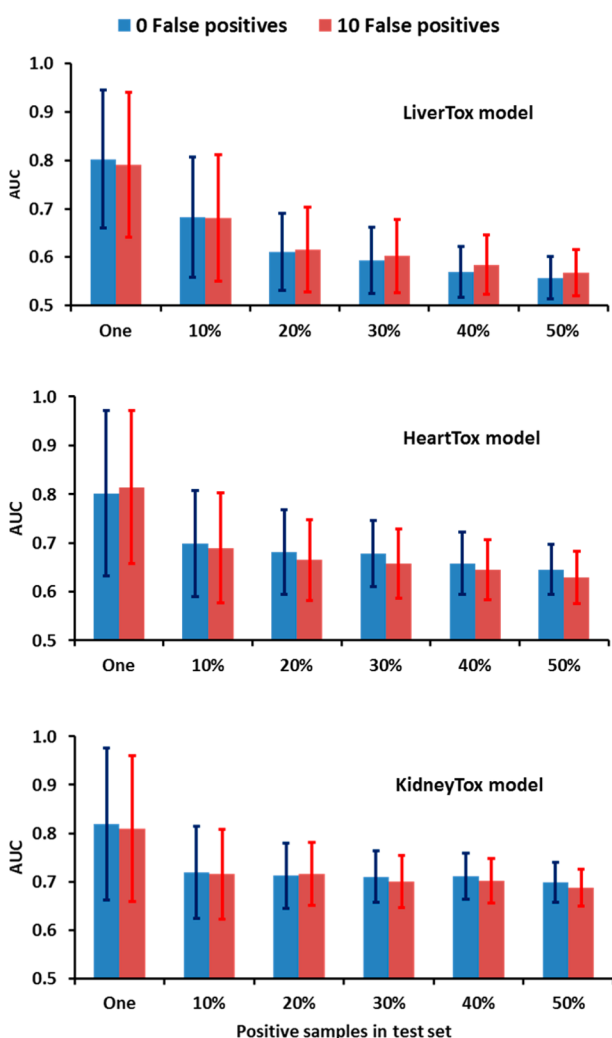 0 False positives 10 False positives
1.0
0.9
0.8
0.7
0.6
0.5
AUC
LiverTox model
One 10% 20% 30% 40% 50%
1.0
0.9
0.8
0.7
0.6
0.5
AUC
HeartTox model
One 10% 20% 30% 40% 50%
1.0
0.9
0.8
0.7
0.6
0.5
AUC
KidneyTox model
One 10% 20% 30% 40% 50%
Positive samples in test set